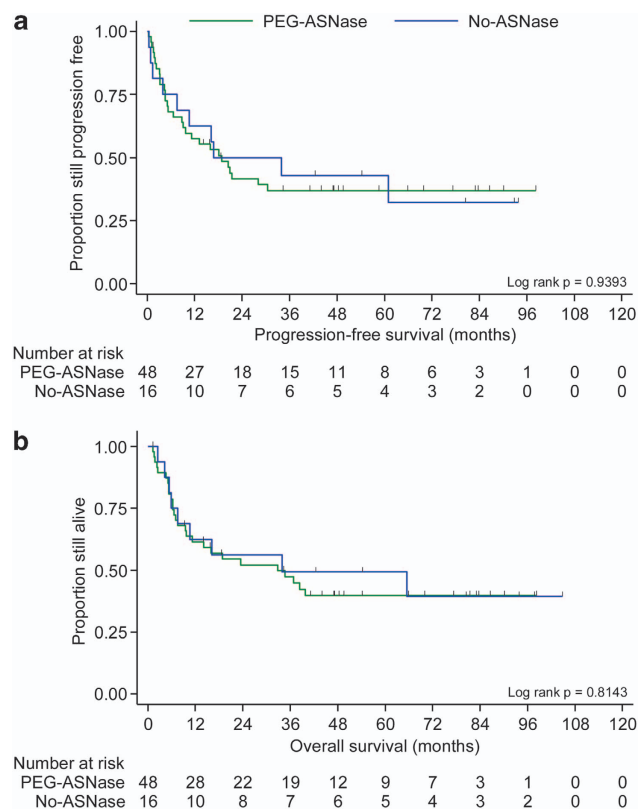 a
PEG-ASNase No-ASNase
1.00
0.75
0.50
0.25
0.00
Proportion still progression free
Log rank p = 0.9393
0 12 24 36 48 60 72 84 96 108 120
Progression-free survival (months)
Number at risk
PEG-ASNase 48 27 18 15 11 8 6 3 1 0 0
No-ASNase 16 10 7 6 5 4 3 2 0 0 0
b
1.00
0.75
0.50
0.25
0.00
Proportion still alive
Log rank p = 0.8143
0 12 24 36 48 60 72 84 96 108 120
Overall survival (months)
Number at risk
PEG-ASNase 48 28 22 19 12 9 7 3 1 0 0
No-ASNase 16 10 8 7 6 5 4 3 2 0 0